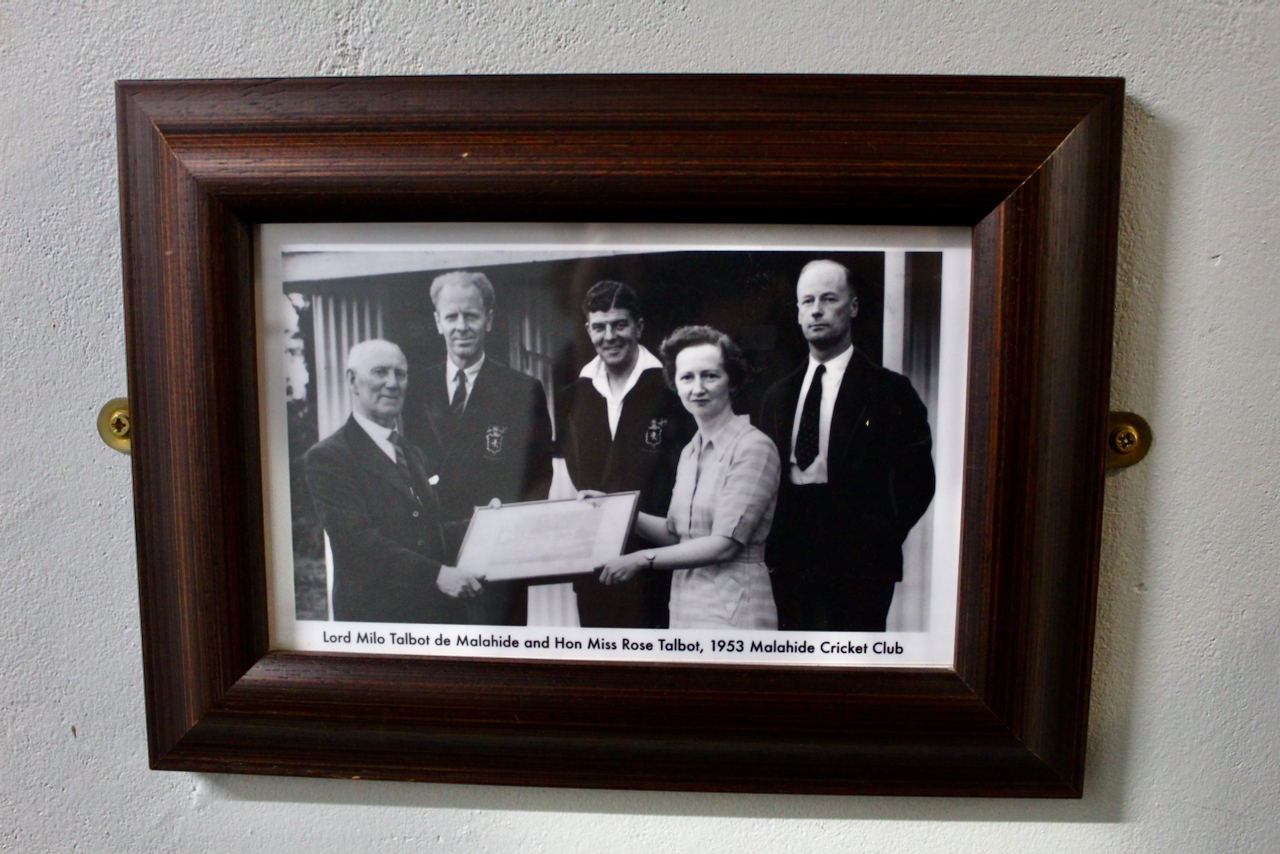 Lord Milo Talbot de Malahide and Hon Miss Rose Talbot, 1953 Malahide Cricket Club